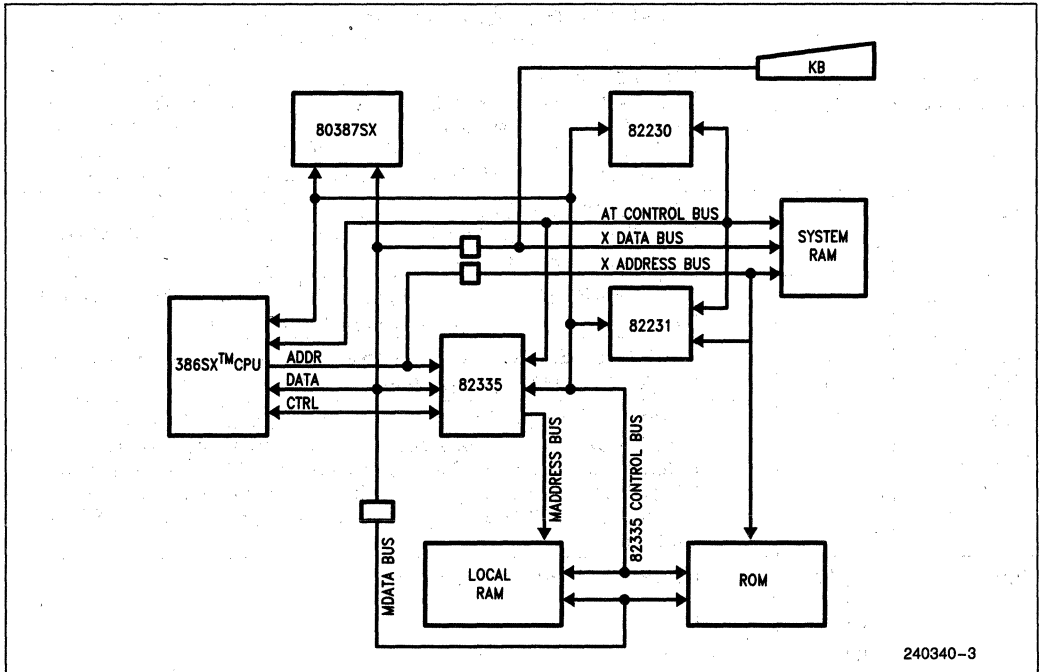 KB
80387SX
82230
AT CONTROL BUS
X DATA BUS
X ADDRESS BUS
SYSTEM
RAM
82231
386SX™CPU
ADDR
DATA
CTRL
82335
MADDRESS BUS
82335 CONTROL BUS
MDATA BUS
LOCAL
RAM
ROM
240340-3